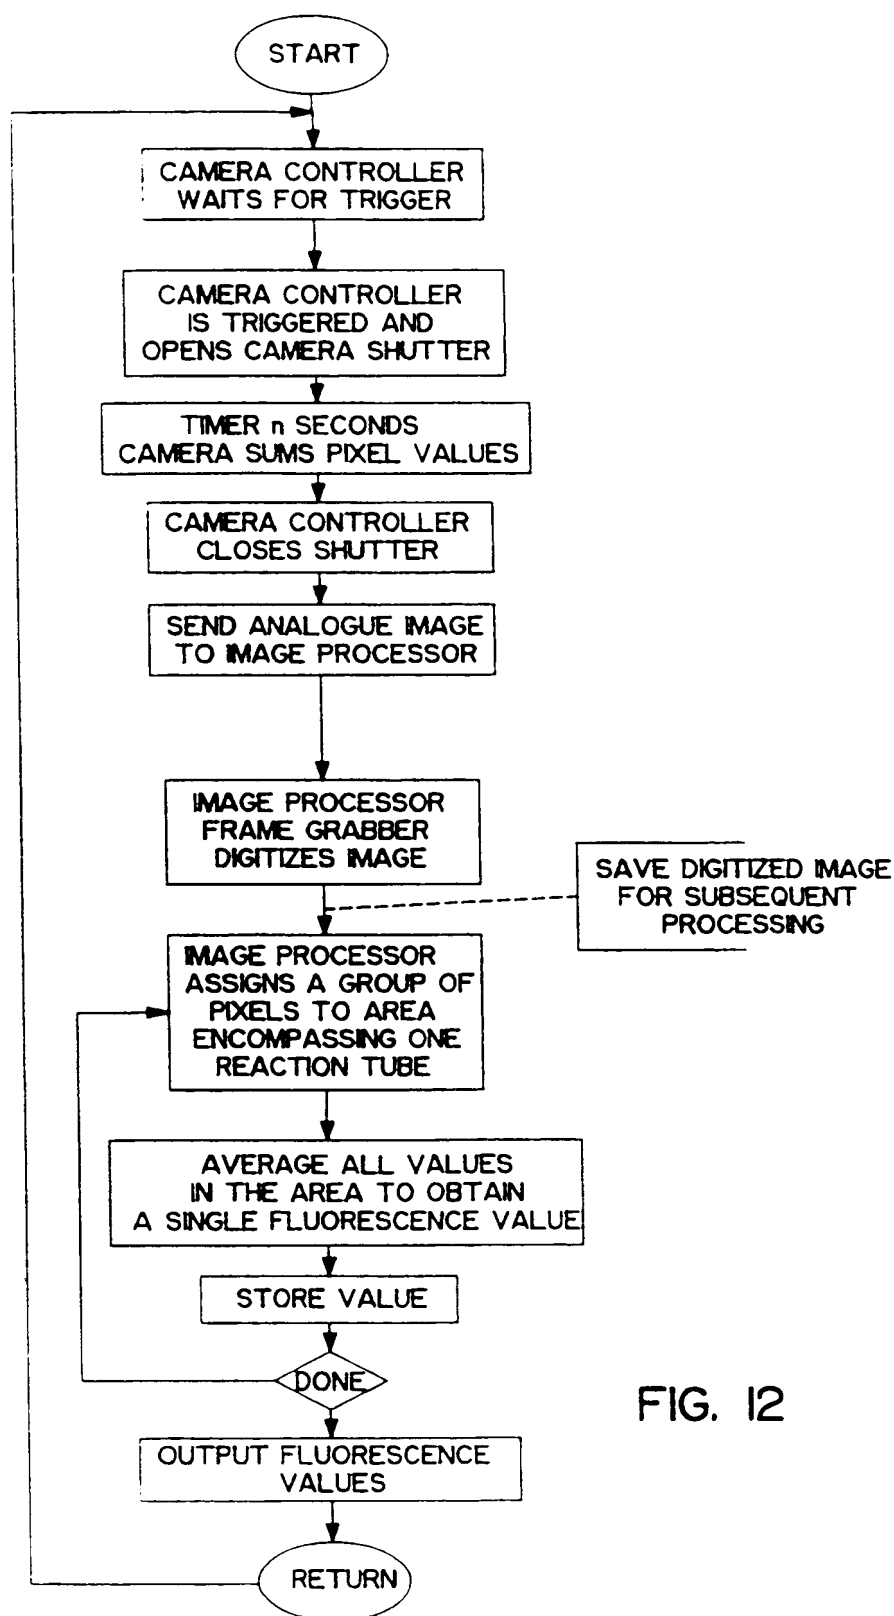 START
CAMERA CONTROLLER
WAITS FOR TRIGGER
CAMERA CONTROLLER
IS TRIGGERED AND
OPENS CAMERA SHUTTER
TIMER n SECONDS
CAMERA SUMS PIXEL VALUES
CAMERA CONTROLLER
CLOSES SHUTTER
SEND ANALOGUE IMAGE
TO IMAGE PROCESSOR
IMAGE PROCESSOR
FRAME GRABBER
DIGITIZES IMAGE
SAVE DIGITIZED IMAGE
FOR SUBSEQUENT
PROCESSING
IMAGE PROCESSOR
ASSIGNS A GROUP OF
PIXELS TO AREA
ENCOMPASSING ONE
REACTION TUBE
AVERAGE ALL VALUES
IN THE AREA TO OBTAIN
A SINGLE FLUORESCENCE VALUE
STORE VALUE
DONE
OUTPUT FLUORESCENCE
VALUES
RETURN
FIG. 12